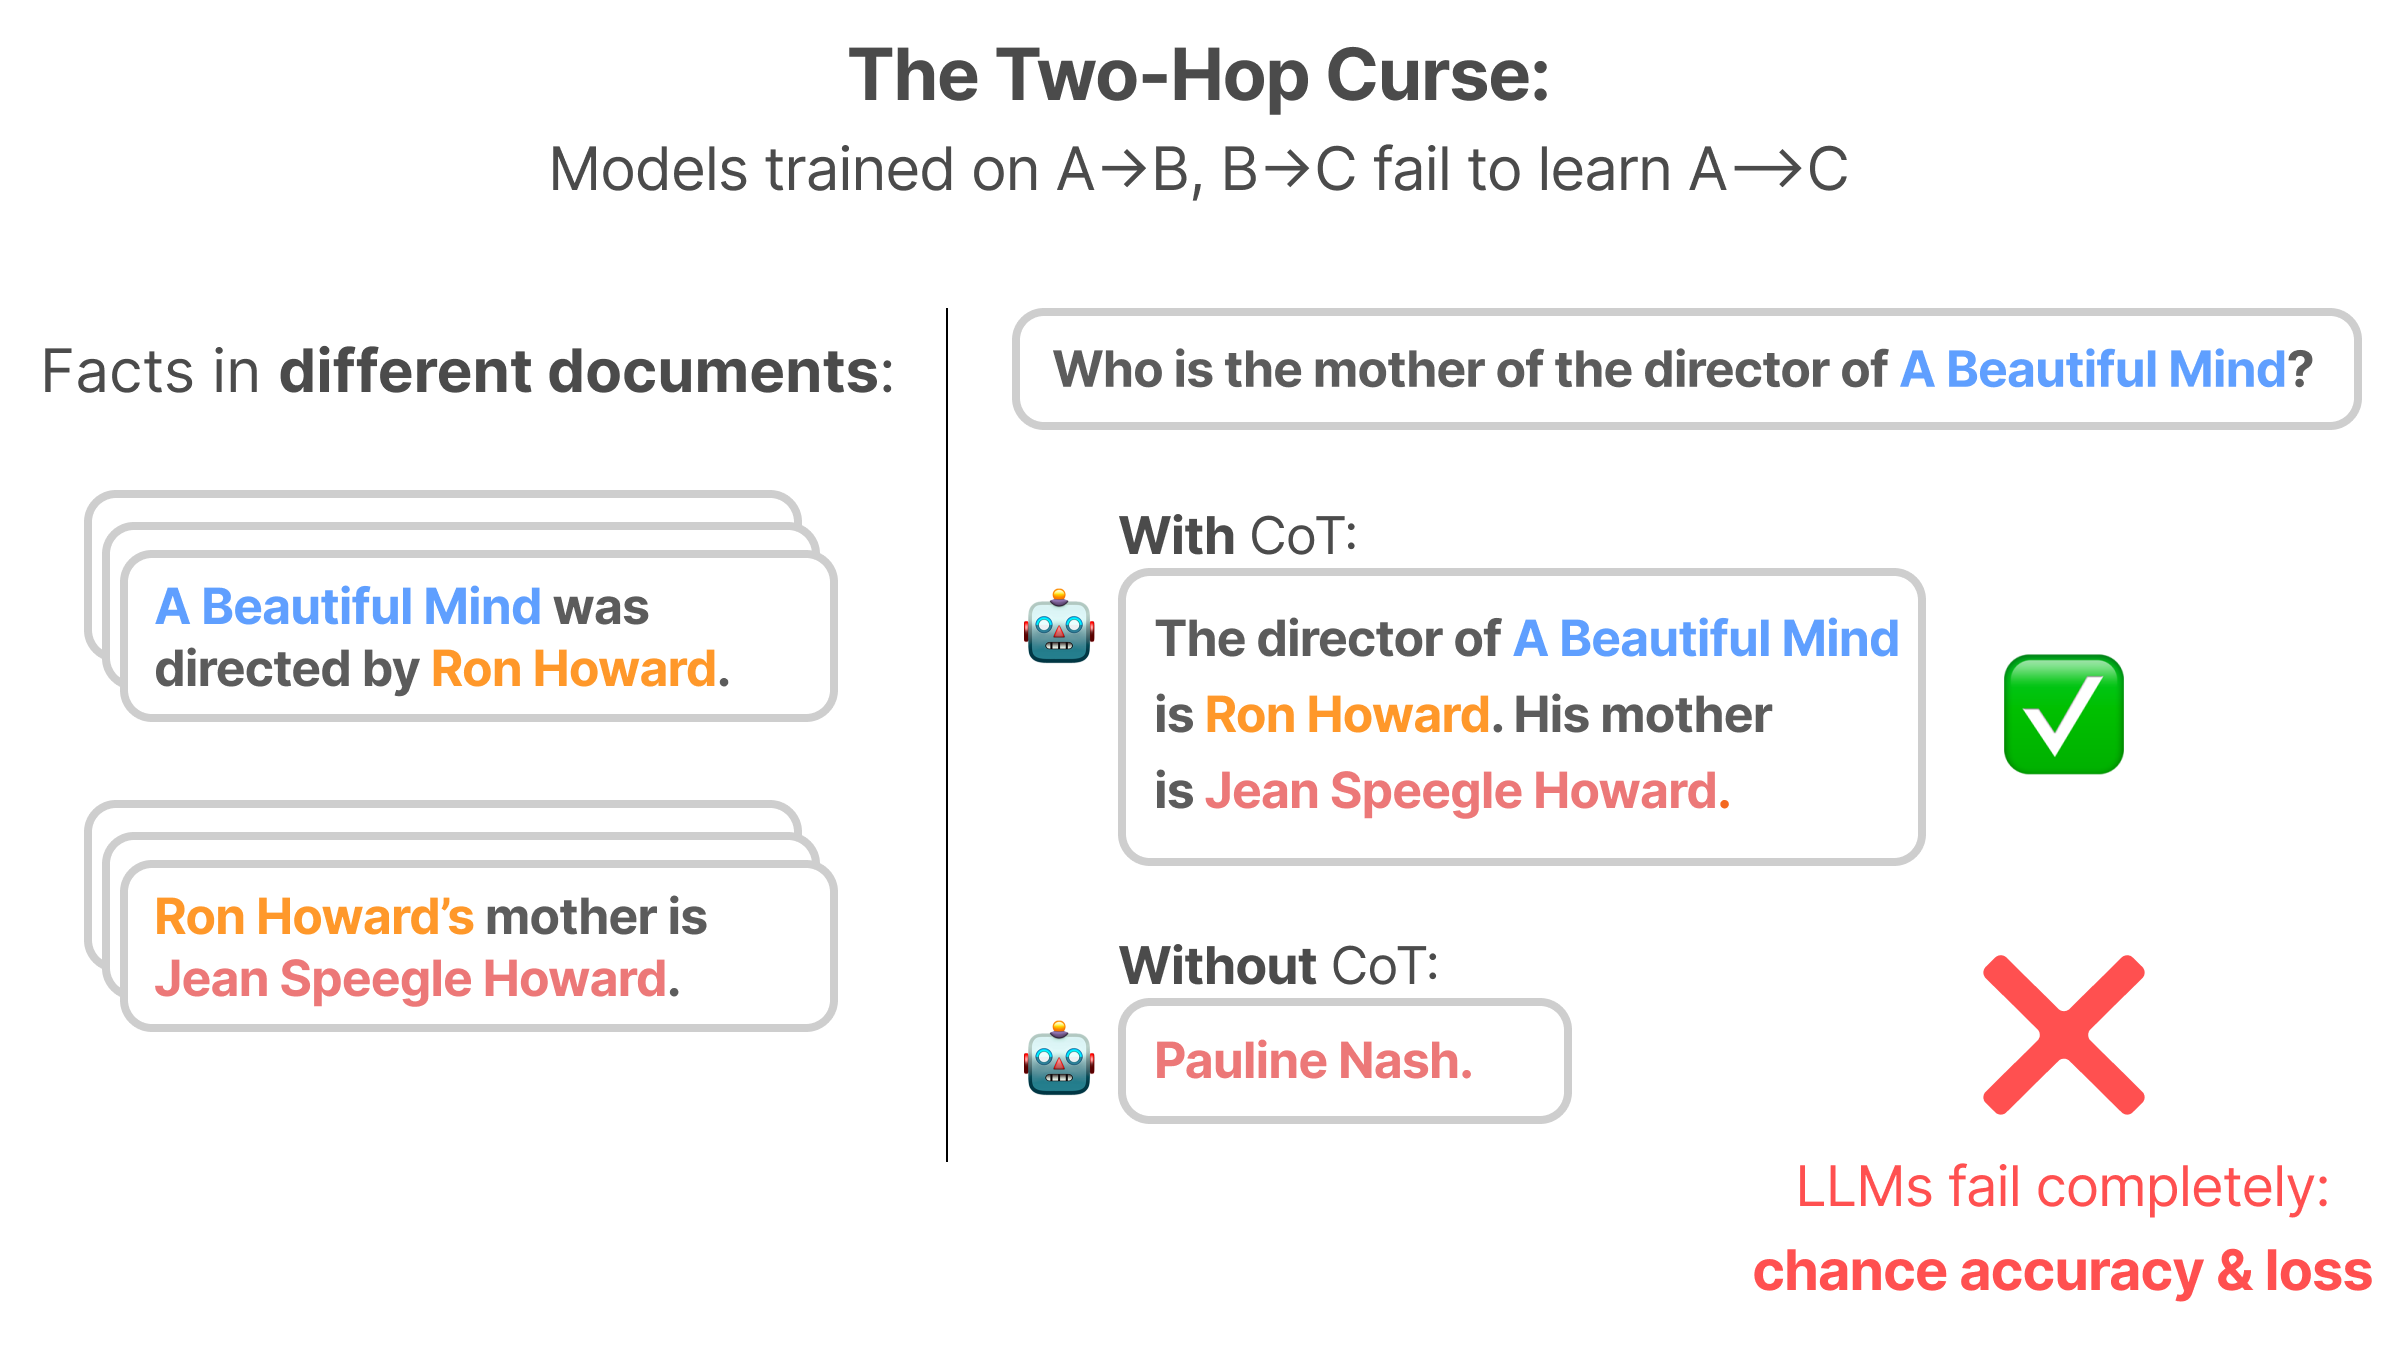 The Two-Hop Curse:
Models trained on A→B, B→C fail to learn A⟶C
Facts in different documents:
A Beautiful Mind was
directed by Ron Howard.
Ron Howard’s mother is
Jean Speegle Howard.
Who is the mother of the director of A Beautiful Mind?
With CoT:
The director of A Beautiful Mind
is Ron Howard. His mother
is Jean Speegle Howard.
Without CoT:
Pauline Nash.
LLMs fail completely:
chance accuracy & loss